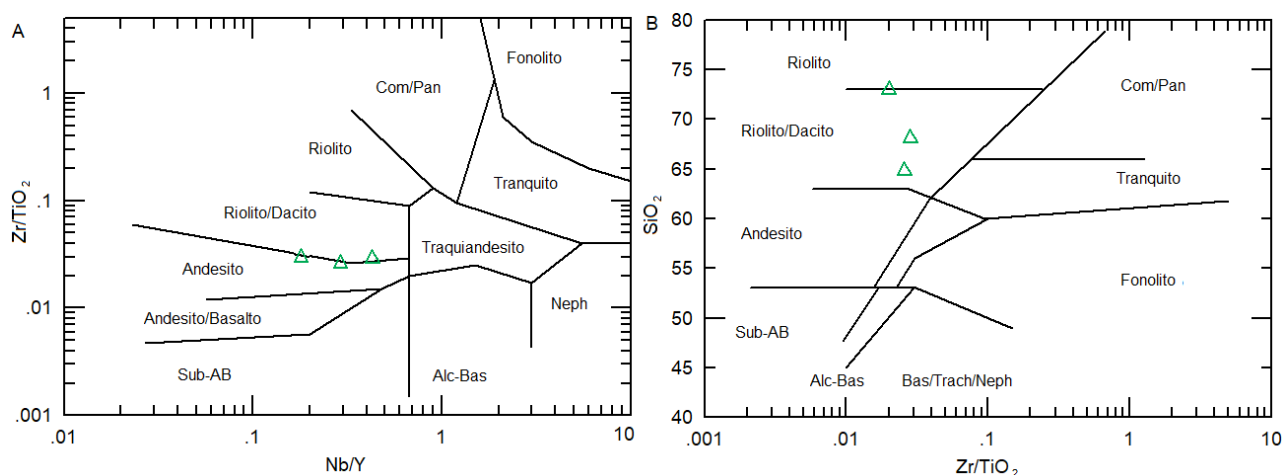 A
Zr/TiO2
1
.1
.01
.001
.01
.1
1
10
Nb/Y
Fonolito
Com/Pan
Riolito
Tranquito
Riolito/Dacito
Traquiandesito
Andesito
Neph
Andesito/Basalto
Sub-AB
Alc-Bas
B
SiO2
80
75
70
65
60
55
50
45
40
.001
.01
.1
1
10
Zr/TiO2
Riolito
Com/Pan
Riolito/Dacito
Tranquito
Andesito
Fonolito
Sub-AB
Alc-Bas
Bas/Trach/Neph